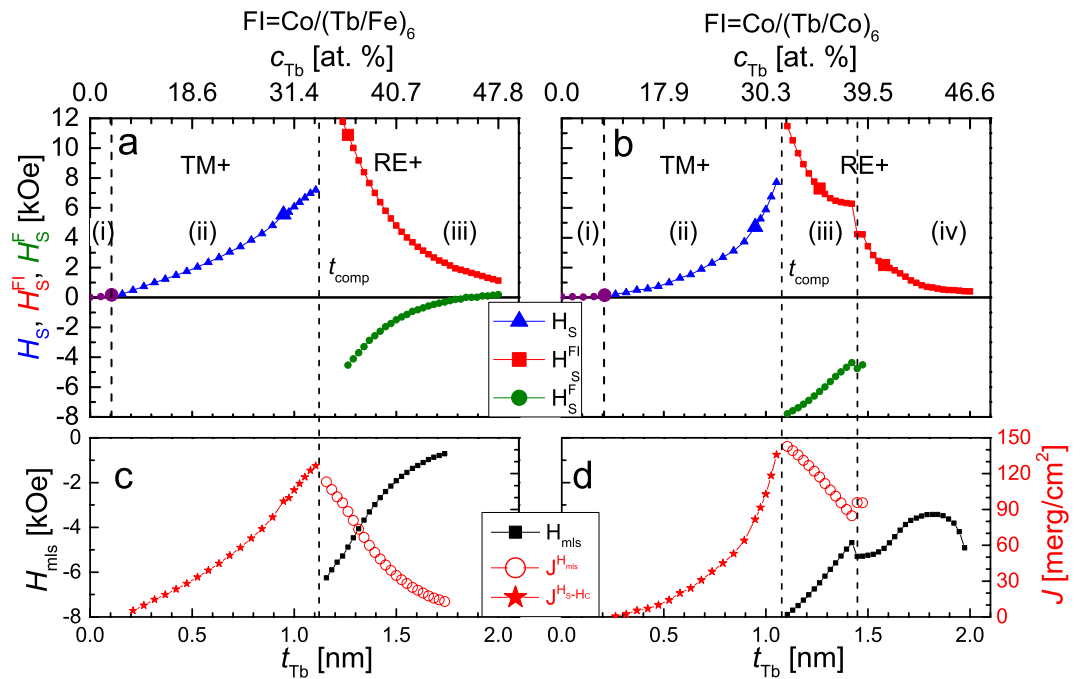 FI=Co/(Tb/Fe)6
cTb [at. %]
0.0 18.6 31.4 40.7 47.8
FI=Co/(Tb/Co)6
cTb [at. %]
0.0 17.9 30.3 39.5 46.6
HS, HSFI, HSF [kOe]
12
10
8
6
4
2
0
-2
-4
-6
-8
a
TM+
RE+
(i)
(ii)
(iii)
tcomp
b
TM+
RE+
(i)
(ii)
(iii)
(iv)
tcomp
HS
HSFI
HSF
Hmls [kOe]
0
-2
-4
-6
-8
c
d
Hmls
JHmls
JHS-HC
150
120
90
60
30
0
J [merg/cm2]
0.0 0.5 1.0 1.5 2.0
tTb [nm]
0.0 0.5 1.0 1.5 2.0
tTb [nm]